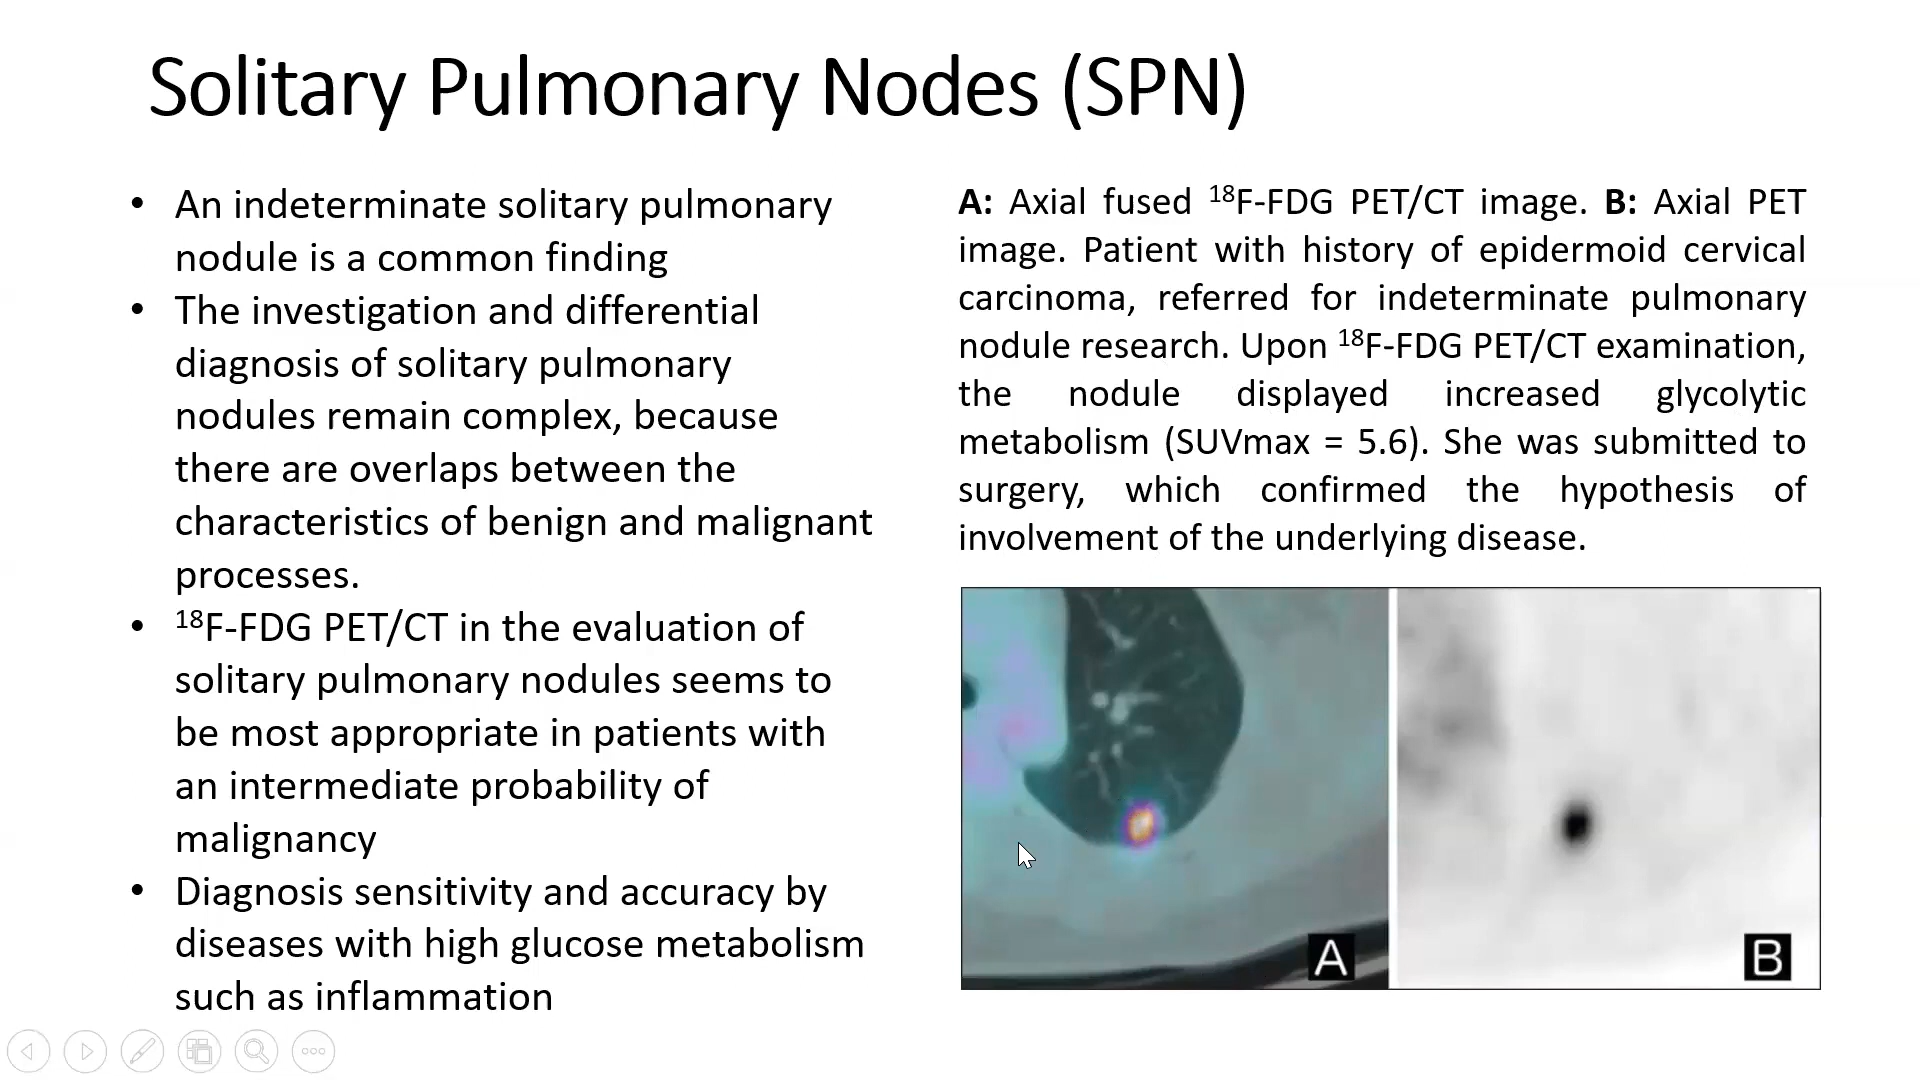 Solitary Pulmonary Nodes (SPN)
• An indeterminate solitary pulmonary
nodule is a common finding
• The investigation and differential
diagnosis of solitary pulmonary
nodules remain complex, because
there are overlaps between the
characteristics of benign and malignant
processes.
• ¹⁸F-FDG PET/CT in the evaluation of
solitary pulmonary nodules seems to
be most appropriate in patients with
an intermediate probability of
malignancy
• Diagnosis sensitivity and accuracy by
diseases with high glucose metabolism
such as inflammation
A: Axial fused ¹⁸F-FDG PET/CT image. B: Axial PET
image. Patient with history of epidermoid cervical
carcinoma, referred for indeterminate pulmonary
nodule research. Upon ¹⁸F-FDG PET/CT examination,
the nodule displayed increased glycolytic
metabolism (SUVmax = 5.6). She was submitted to
surgery, which confirmed the hypothesis of
involvement of the underlying disease.
A
B